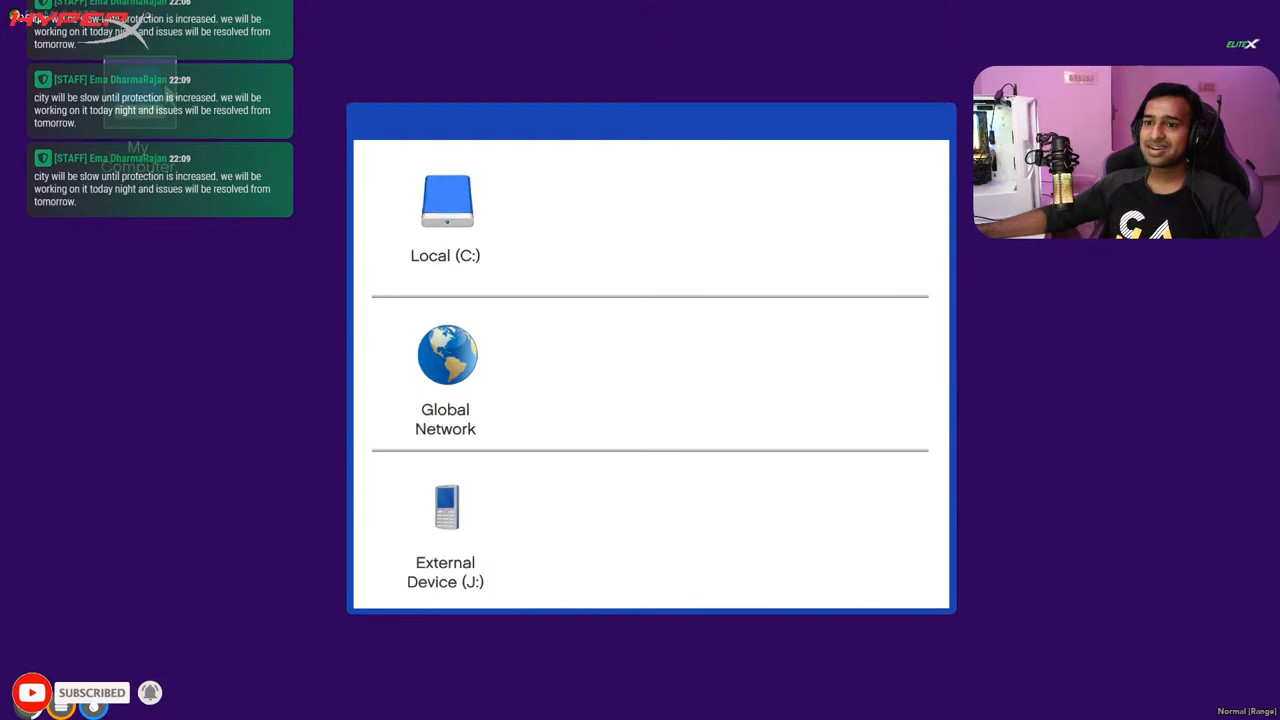 HYPERX
22:06
city will be slow until protection is increased. we will be
working on it today night and issues will be resolved from
tomorrow.
[STAFF] Ema DharmaRajan 22:09
city will be slow until protection is increased. we will be
working on it today night and issues will be resolved from
tomorrow.
My
Computer
[STAFF] Ema DharmaRajan 22:09
city will be slow until protection is increased. we will be
working on it today night and issues will be resolved from
tomorrow.
ELITEX
Local (C:)
Global
Network
External
Device (J:)
SUBSCRIBED
Normal [Range]